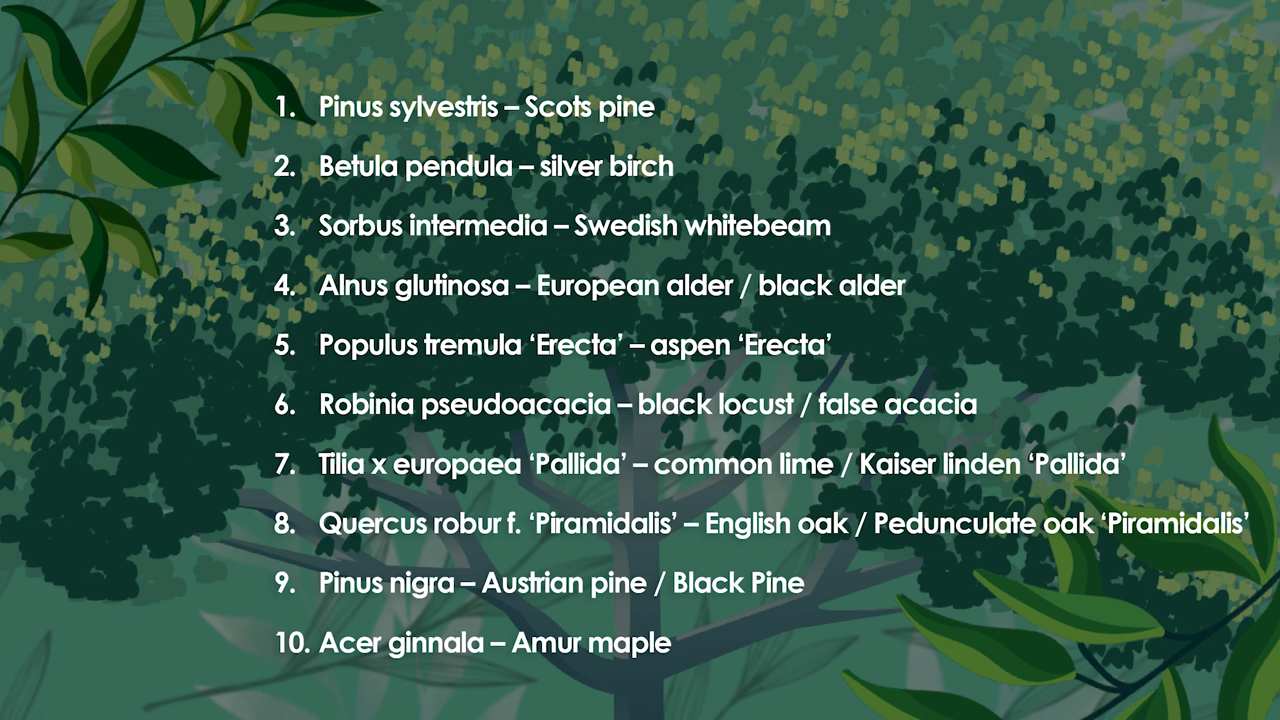 1. Pinus sylvestris – Scots pine
2. Betula pendula – silver birch
3. Sorbus intermedia – Swedish whitebeam
4. Alnus glutinosa – European alder / black alder
5. Populus tremula ‘Erecta’ – aspen ‘Erecta’
6. Robinia pseudoacacia – black locust / false acacia
7. Tilia x europaea ‘Pallida’ – common lime / Kaiser linden ‘Pallida’
8. Quercus robur f. ‘Piramidalis’ – English oak / Pedunculate oak ‘Piramidalis’
9. Pinus nigra – Austrian pine / Black Pine
10. Acer ginnala – Amur maple